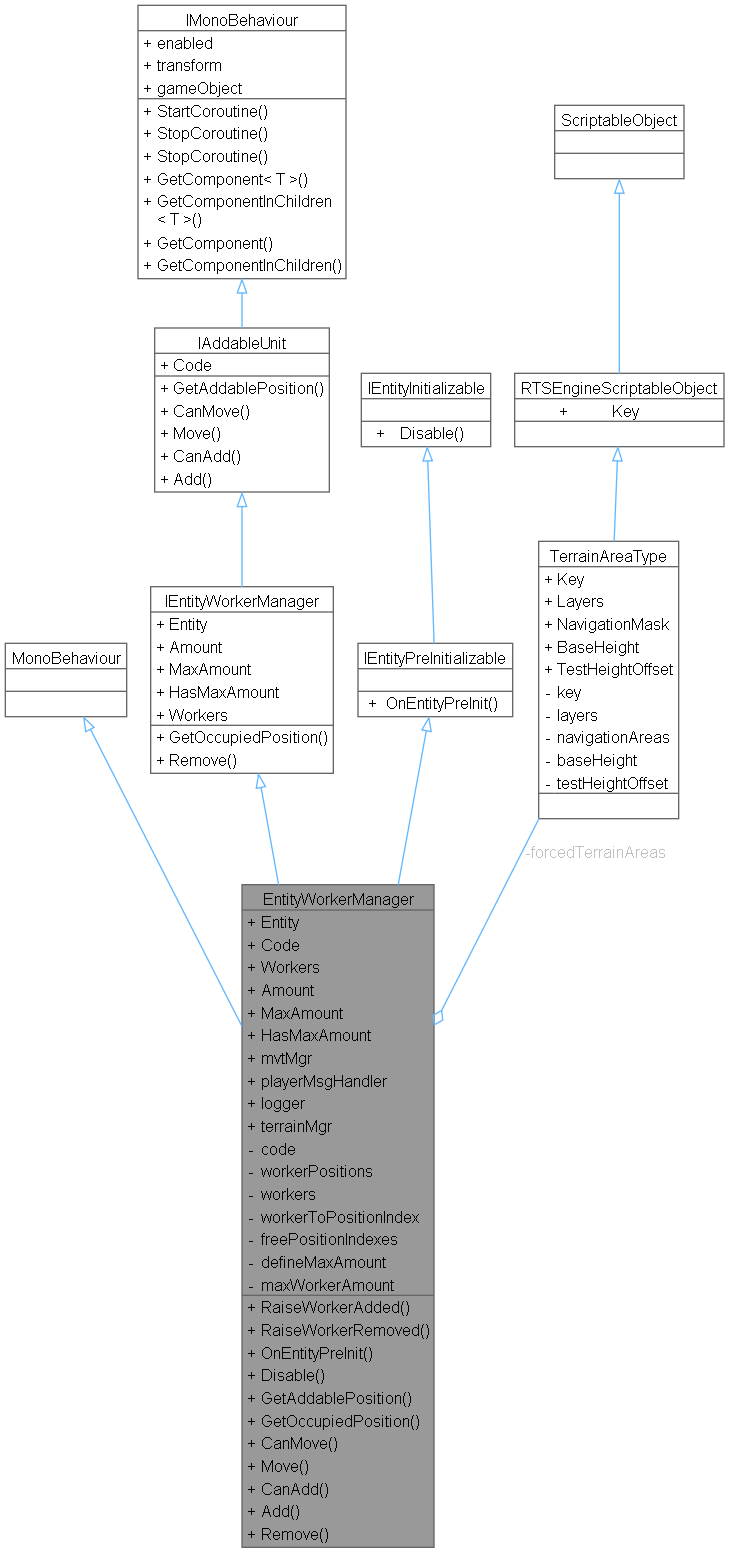 IMonoBehaviour
+ enabled
+ transform
+ gameObject
+ StartCoroutine()
+ StopCoroutine()
+ StopCoroutine()
+ GetComponent< T >()
+ GetComponentInChildren
< T >()
+ GetComponent()
+ GetComponentInChildren()
ScriptableObject
IAddableUnit
+ Code
+ GetAddablePosition()
+ CanMove()
+ Move()
+ CanAdd()
+ Add()
IEntityInitializable
+ Disable()
RTSEngineScriptableObject
+ Key
IEntityWorkerManager
+ Entity
+ Amount
+ MaxAmount
+ HasMaxAmount
+ Workers
+ GetOccupiedPosition()
+ Remove()
MonoBehaviour
IEntityPreInitializable
+ OnEntityPreInit()
TerrainAreaType
+ Key
+ Layers
+ NavigationMask
+ BaseHeight
+ TestHeightOffset
- key
- layers
- navigationAreas
- baseHeight
- testHeightOffset
-forcedTerrainAreas
EntityWorkerManager
+ Entity
+ Code
+ Workers
+ Amount
+ MaxAmount
+ HasMaxAmount
+ mvtMgr
+ playerMsgHandler
+ logger
+ terrainMgr
- code
- workerPositions
- workers
- workerToPositionIndex
- freePositionIndexes
- defineMaxAmount
- maxWorkerAmount
+ RaiseWorkerAdded()
+ RaiseWorkerRemoved()
+ OnEntityPreInit()
+ Disable()
+ GetAddablePosition()
+ GetOccupiedPosition()
+ CanMove()
+ Move()
+ CanAdd()
+ Add()
+ Remove()